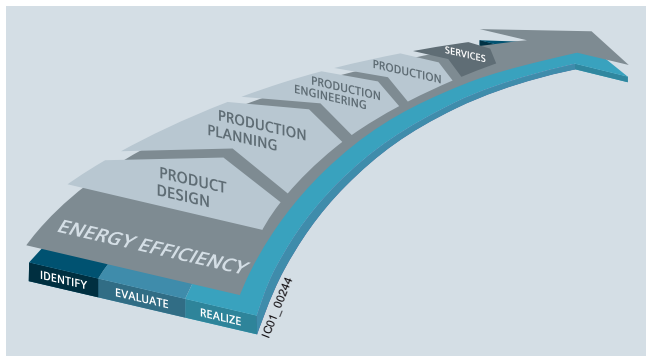 SERVICES
PRODUCTION
PRODUCTION
ENGINEERING
PRODUCTION
PLANNING
PRODUCT
DESIGN
ENERGY EFFICIENCY
IDENTIFY
EVALUATE
REALIZE
IC01_00244